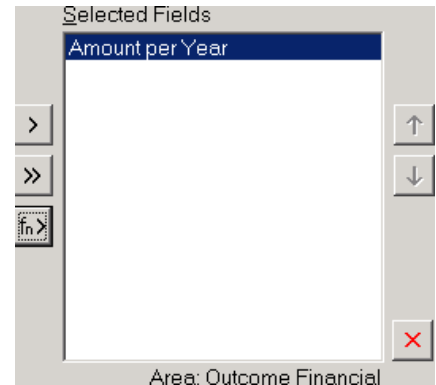 Selected Fields
Amount per Year
>
>>
fn>
Area: Outcome Financial